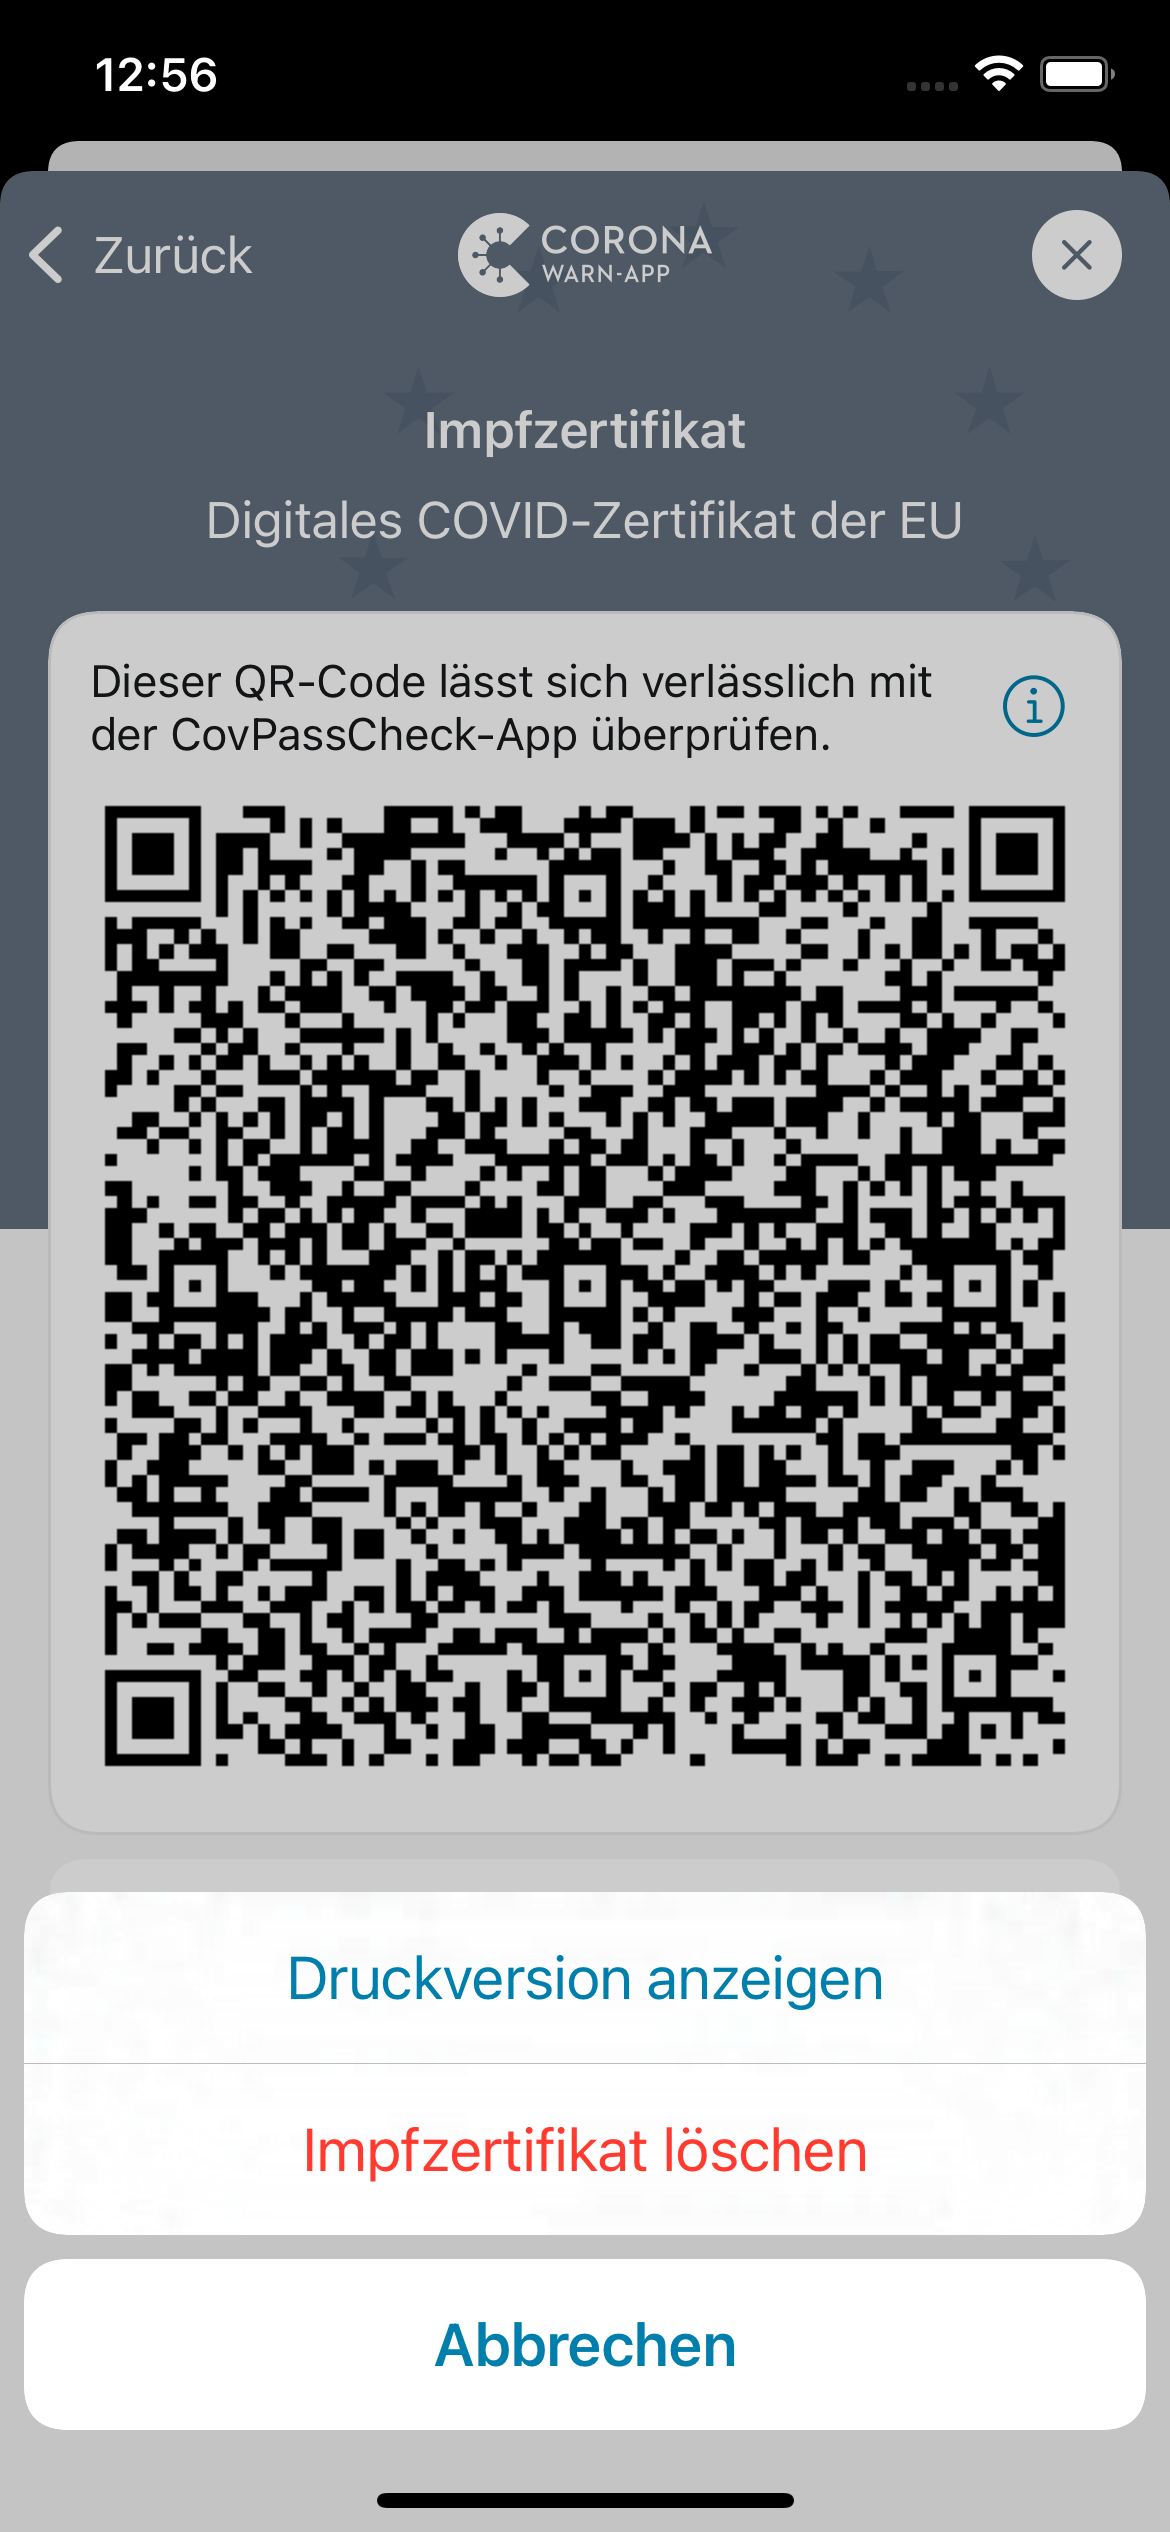 12:56
Zurück
CORONA
WARN-APP
Impfzertifikat
Digitales COVID-Zertifikat der EU
Dieser QR-Code lässt sich verlässlich mit
der CovPassCheck-App überprüfen.
Druckversion anzeigen
Impfzertifikat löschen
Abbrechen